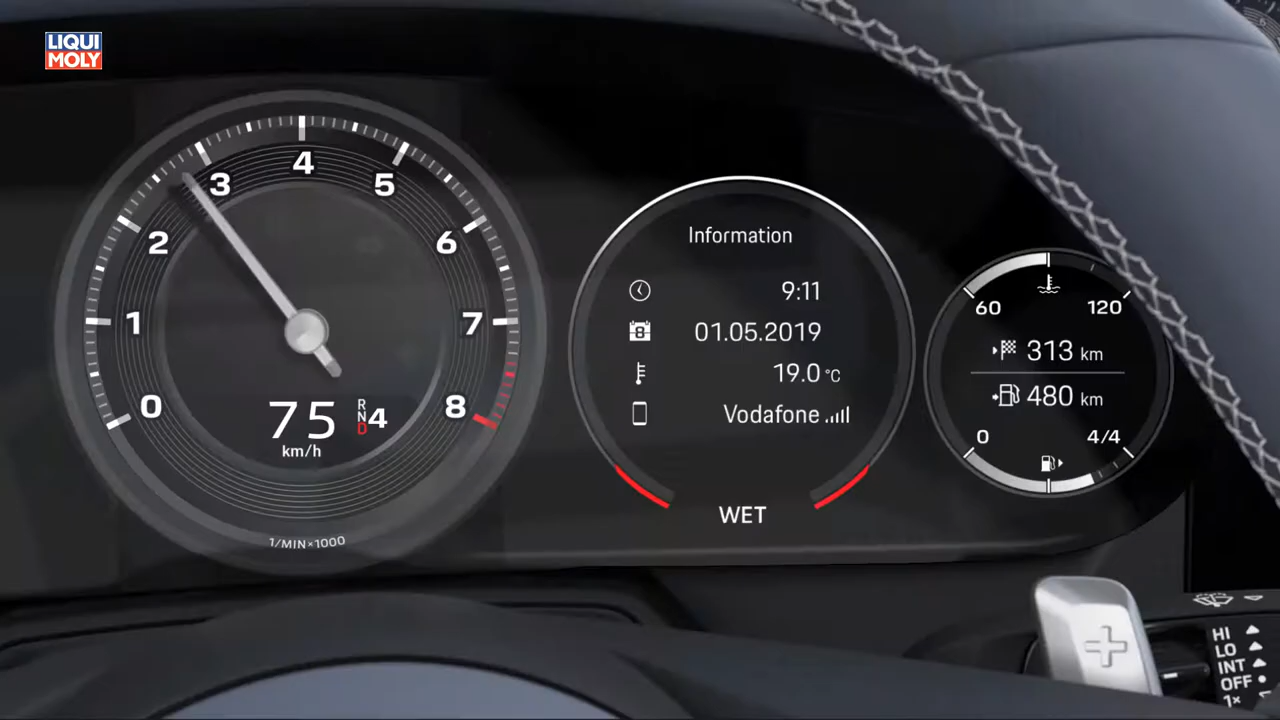 LIQUI
MOLY
0
1
2
3
4
5
6
7
8
75
km/h
R
N
D
4
1/MIN×1000
Information
9:11
8
01.05.2019
19.0 °C
Vodafone
WET
60
120
313 km
480 km
0
4/4
HI
LO
INT
OFF
1×